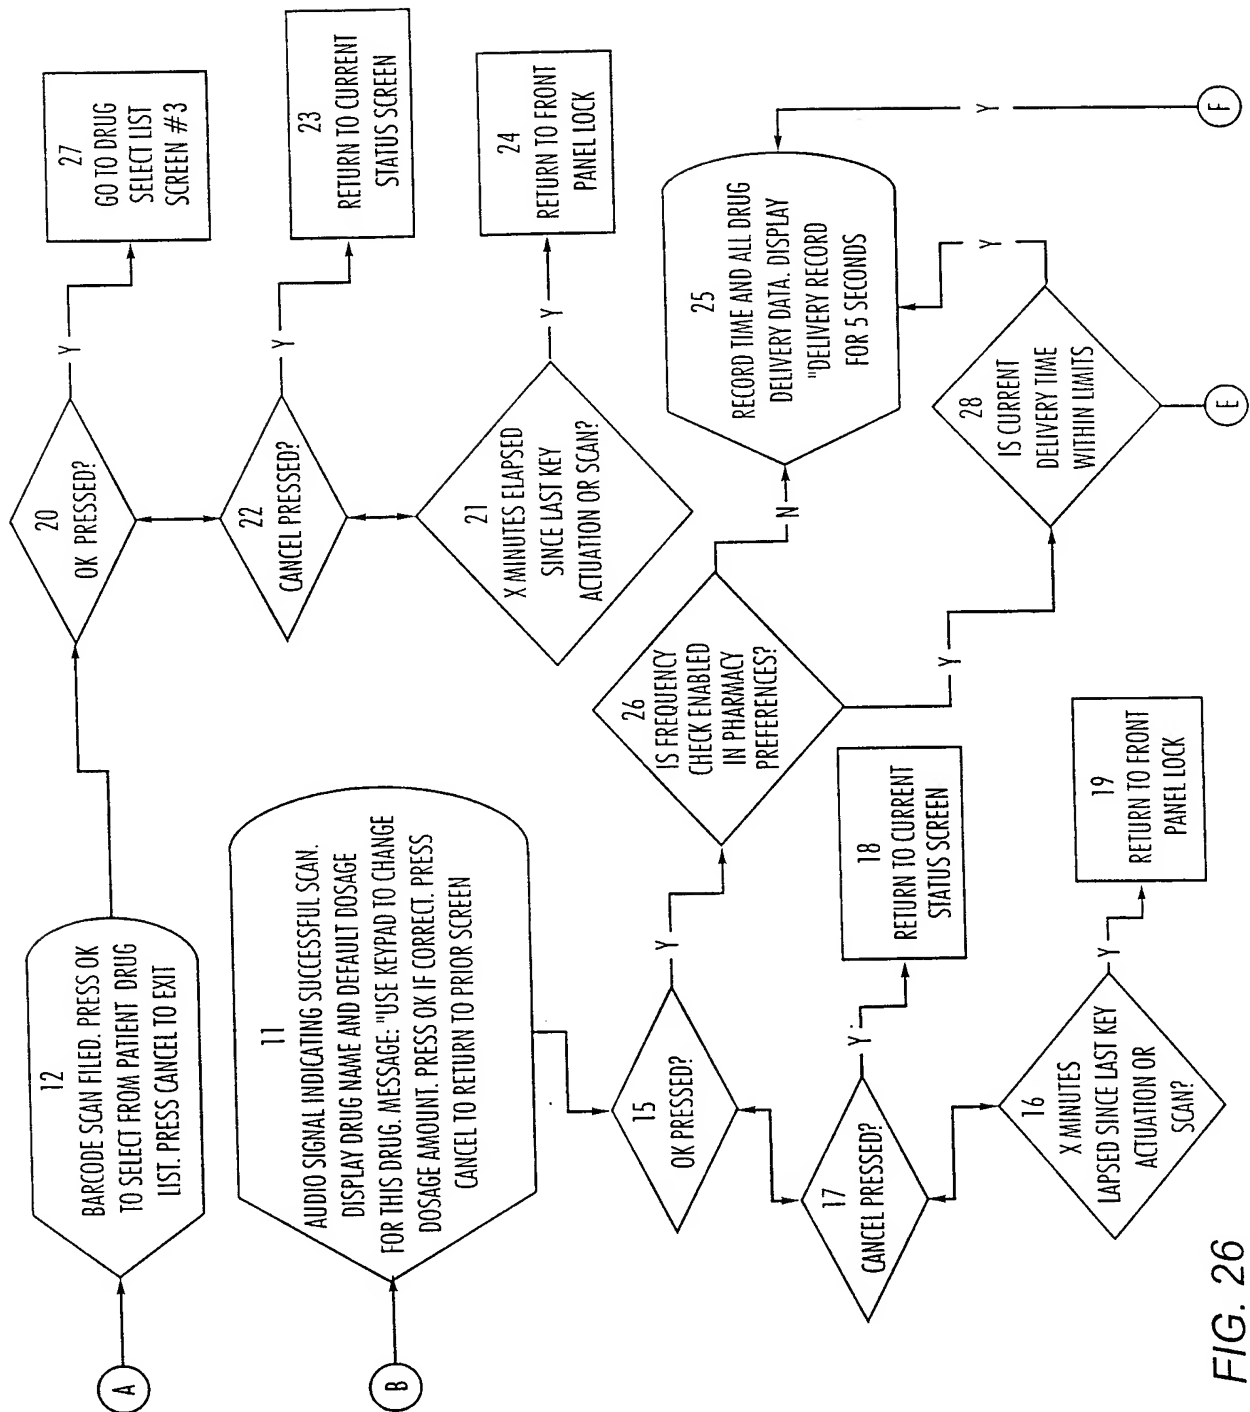 A
12
BARCODE SCAN FILED. PRESS OK
TO SELECT FROM PATIENT DRUG
LIST. PRESS CANCEL TO EXIT
20
OK PRESSED?
Y
27
GO TO DRUG
SELECT LIST
SCREEN #3
22
CANCEL PRESSED?
Y
23
RETURN TO CURRENT
STATUS SCREEN
21
X MINUTES ELAPSED
SINCE LAST KEY
ACTUATION OR SCAN?
Y
24
RETURN TO FRONT
PANEL LOCK
B
11
AUDIO SIGNAL INDICATING SUCCESSFUL SCAN.
DISPLAY DRUG NAME AND DEFAULT DOSAGE
FOR THIS DRUG. MESSAGE: "USE KEYPAD TO CHANGE
DOSAGE AMOUNT. PRESS OK IF CORRECT. PRESS
CANCEL TO RETURN TO PRIOR SCREEN
15
OK PRESSED?
Y
26
IS FREQUENCY
CHECK ENABLED
IN PHARMACY
PREFERENCES?
N
25
RECORD TIME AND ALL DRUG
DELIVERY DATA. DISPLAY
"DELIVERY RECORD
FOR 5 SECONDS
Y
F
Y
28
IS CURRENT
DELIVERY TIME
WITHIN LIMITS
Y
E
17
CANCEL PRESSED?
Y
18
RETURN TO CURRENT
STATUS SCREEN
16
X MINUTES
LAPSED SINCE LAST KEY
ACTUATION OR
SCAN?
Y
19
RETURN TO FRONT
PANEL LOCK
FIG. 26